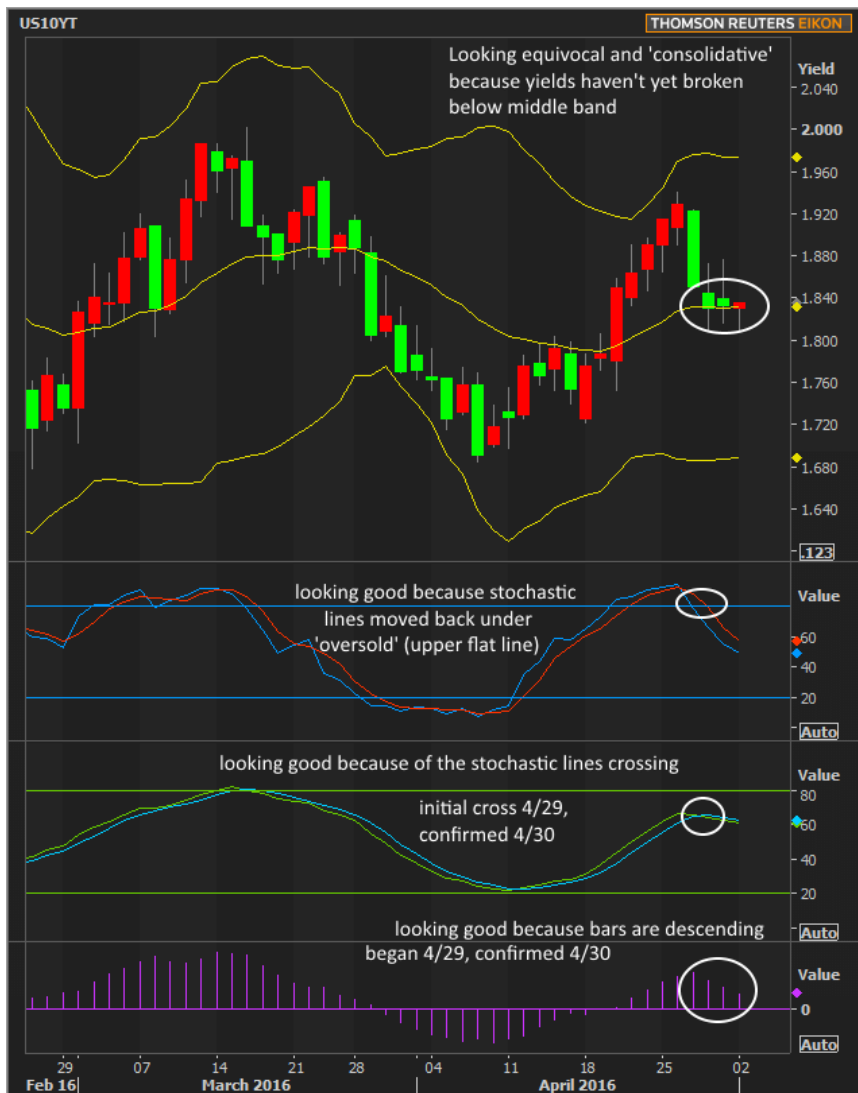 US10YT
THOMSON REUTERS EIKON
Looking equivocal and 'consolidative'
because yields haven't yet broken
below middle band
Yield
2.040
2.000
1.960
1.920
1.880
1.840
1.800
1.760
1.720
1.680
1.640
.123
looking good because stochastic
lines moved back under
'oversold' (upper flat line)
Value
60
40
20
Auto
looking good because of the stochastic lines crossing
initial cross 4/29,
confirmed 4/30
Value
80
60
40
20
Auto
looking good because bars are descending
began 4/29, confirmed 4/30
Value
0
Auto
29 07 14 21 28 04 11 18 25 02
Feb 16 March 2016 April 2016